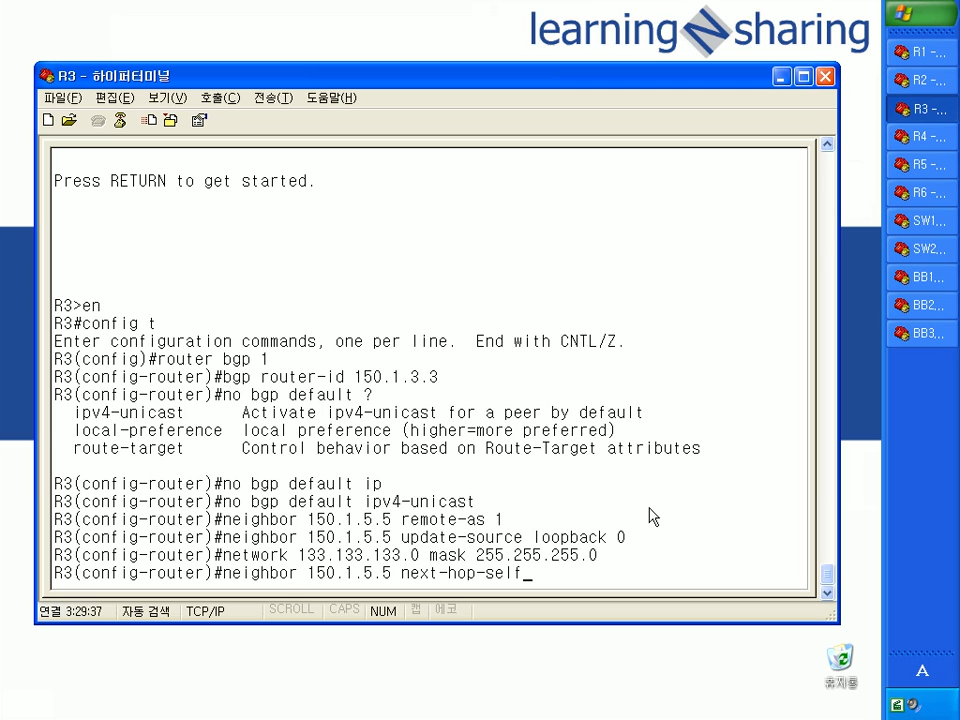 learning N sharing
R3 - 하이퍼터미널
파일(F) 편집(E) 보기(V) 호출(C) 전송(T) 도움말(H)
Press RETURN to get started.
R3>en
R3#config t
Enter configuration commands, one per line.  End with CNTL/Z.
R3(config)#router bgp 1
R3(config-router)#bgp router-id 150.1.3.3
R3(config-router)#no bgp default ?
  ipv4-unicast      Activate ipv4-unicast for a peer by default
  local-preference  local preference (higher=more preferred)
  route-target      Control behavior based on Route-Target attributes
R3(config-router)#no bgp default ip
R3(config-router)#no bgp default ipv4-unicast
R3(config-router)#neighbor 150.1.5.5 remote-as 1
R3(config-router)#neighbor 150.1.5.5 update-source loopback 0
R3(config-router)#network 133.133.133.0 mask 255.255.255.0
R3(config-router)#neighbor 150.1.5.5 next-hop-self_
연결 3:29:37 자동 검색 TCP/IP SCROLL CAPS NUM 캡 에코
휴지통
R1 -...
R2 -...
R3 -...
R4 -...
R5 -...
R6 -...
SW1...
SW2...
BB1...
BB2...
BB3...
A